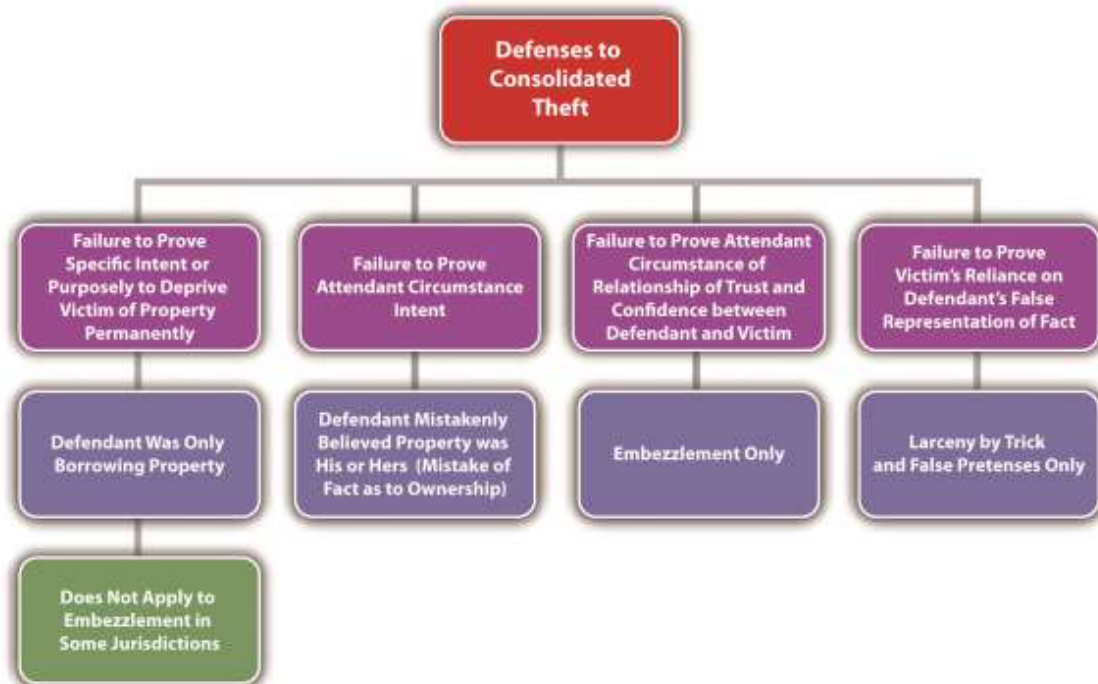 Defenses to
Consolidated
Theft
Failure to Prove
Specific Intent or
Purposely to Deprive
Victim of Property
Permanently
Failure to Prove
Attendant Circumstance
Intent
Failure to Prove Attendant
Circumstance of
Relationship of Trust and
Confidence between
Defendant and Victim
Failure to Prove
Victim's Reliance on
Defendant's False
Representation of Fact
Defendant Was Only
Borrowing Property
Defendant Mistakenly
Believed Property was
His or Hers (Mistake of
Fact as to Ownership)
Embezzlement Only
Larceny by Trick
and False Pretenses Only
Does Not Apply to
Embezzlement in
Some Jurisdictions